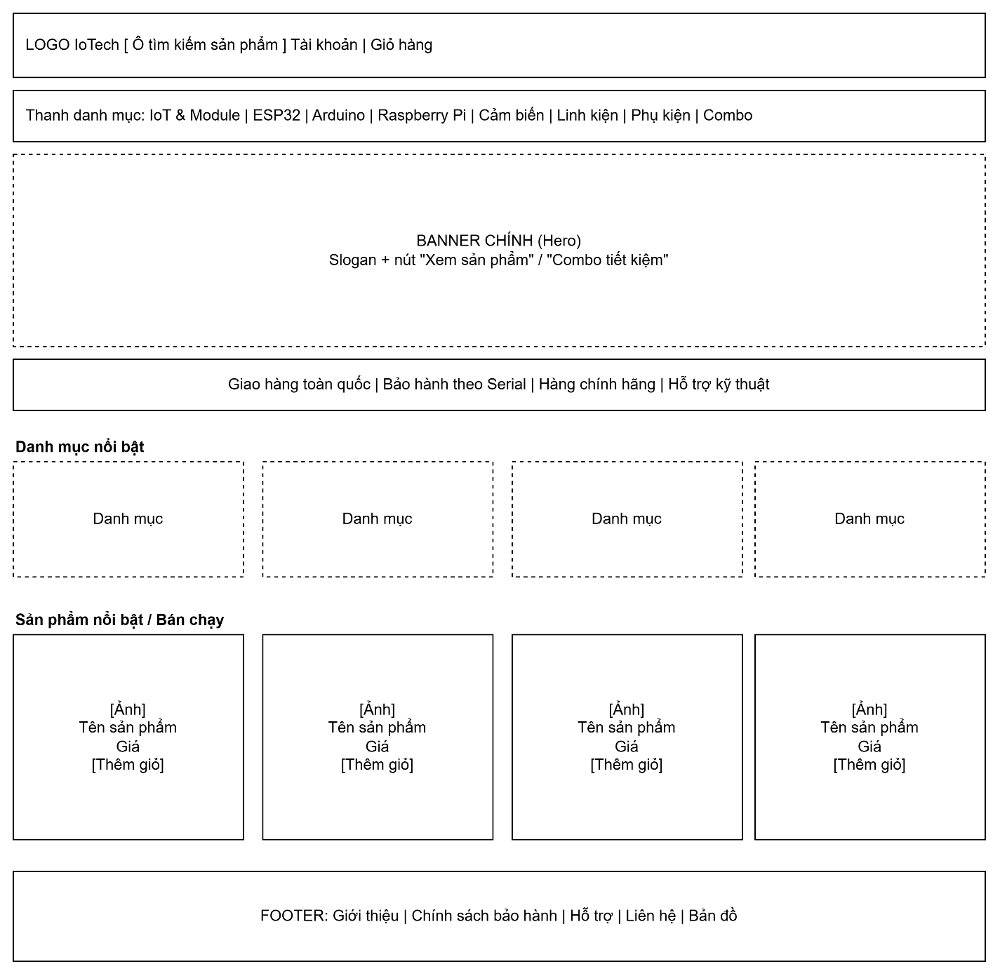 LOGO IoTech [ Ô tìm kiếm sản phẩm ] Tài khoản | Giỏ hàng
Thanh danh mục: IoT & Module | ESP32 | Arduino | Raspberry Pi | Cảm biến | Linh kiện | Phụ kiện | Combo
BANNER CHÍNH (Hero)
Slogan + nút "Xem sản phẩm" / "Combo tiết kiệm"
Giao hàng toàn quốc | Bảo hành theo Serial | Hàng chính hãng | Hỗ trợ kỹ thuật
Danh mục nổi bật
Danh mục
Danh mục
Danh mục
Danh mục
Sản phẩm nổi bật / Bán chạy
[Ảnh]
Tên sản phẩm
Giá
[Thêm giỏ]
[Ảnh]
Tên sản phẩm
Giá
[Thêm giỏ]
[Ảnh]
Tên sản phẩm
Giá
[Thêm giỏ]
[Ảnh]
Tên sản phẩm
Giá
[Thêm giỏ]
FOOTER: Giới thiệu | Chính sách bảo hành | Hỗ trợ | Liên hệ | Bản đồ